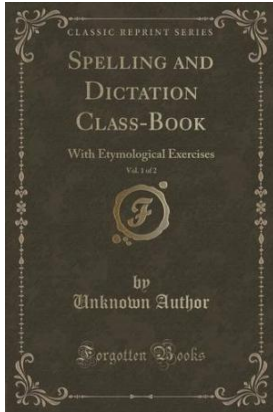 CLASSIC REPRINT SERIES
SPELLING AND
DICTATION
CLASS-BOOK
With Etymological Exercises
Vol. 1 of 2
F
by
Unknown Author
Forgotten Books